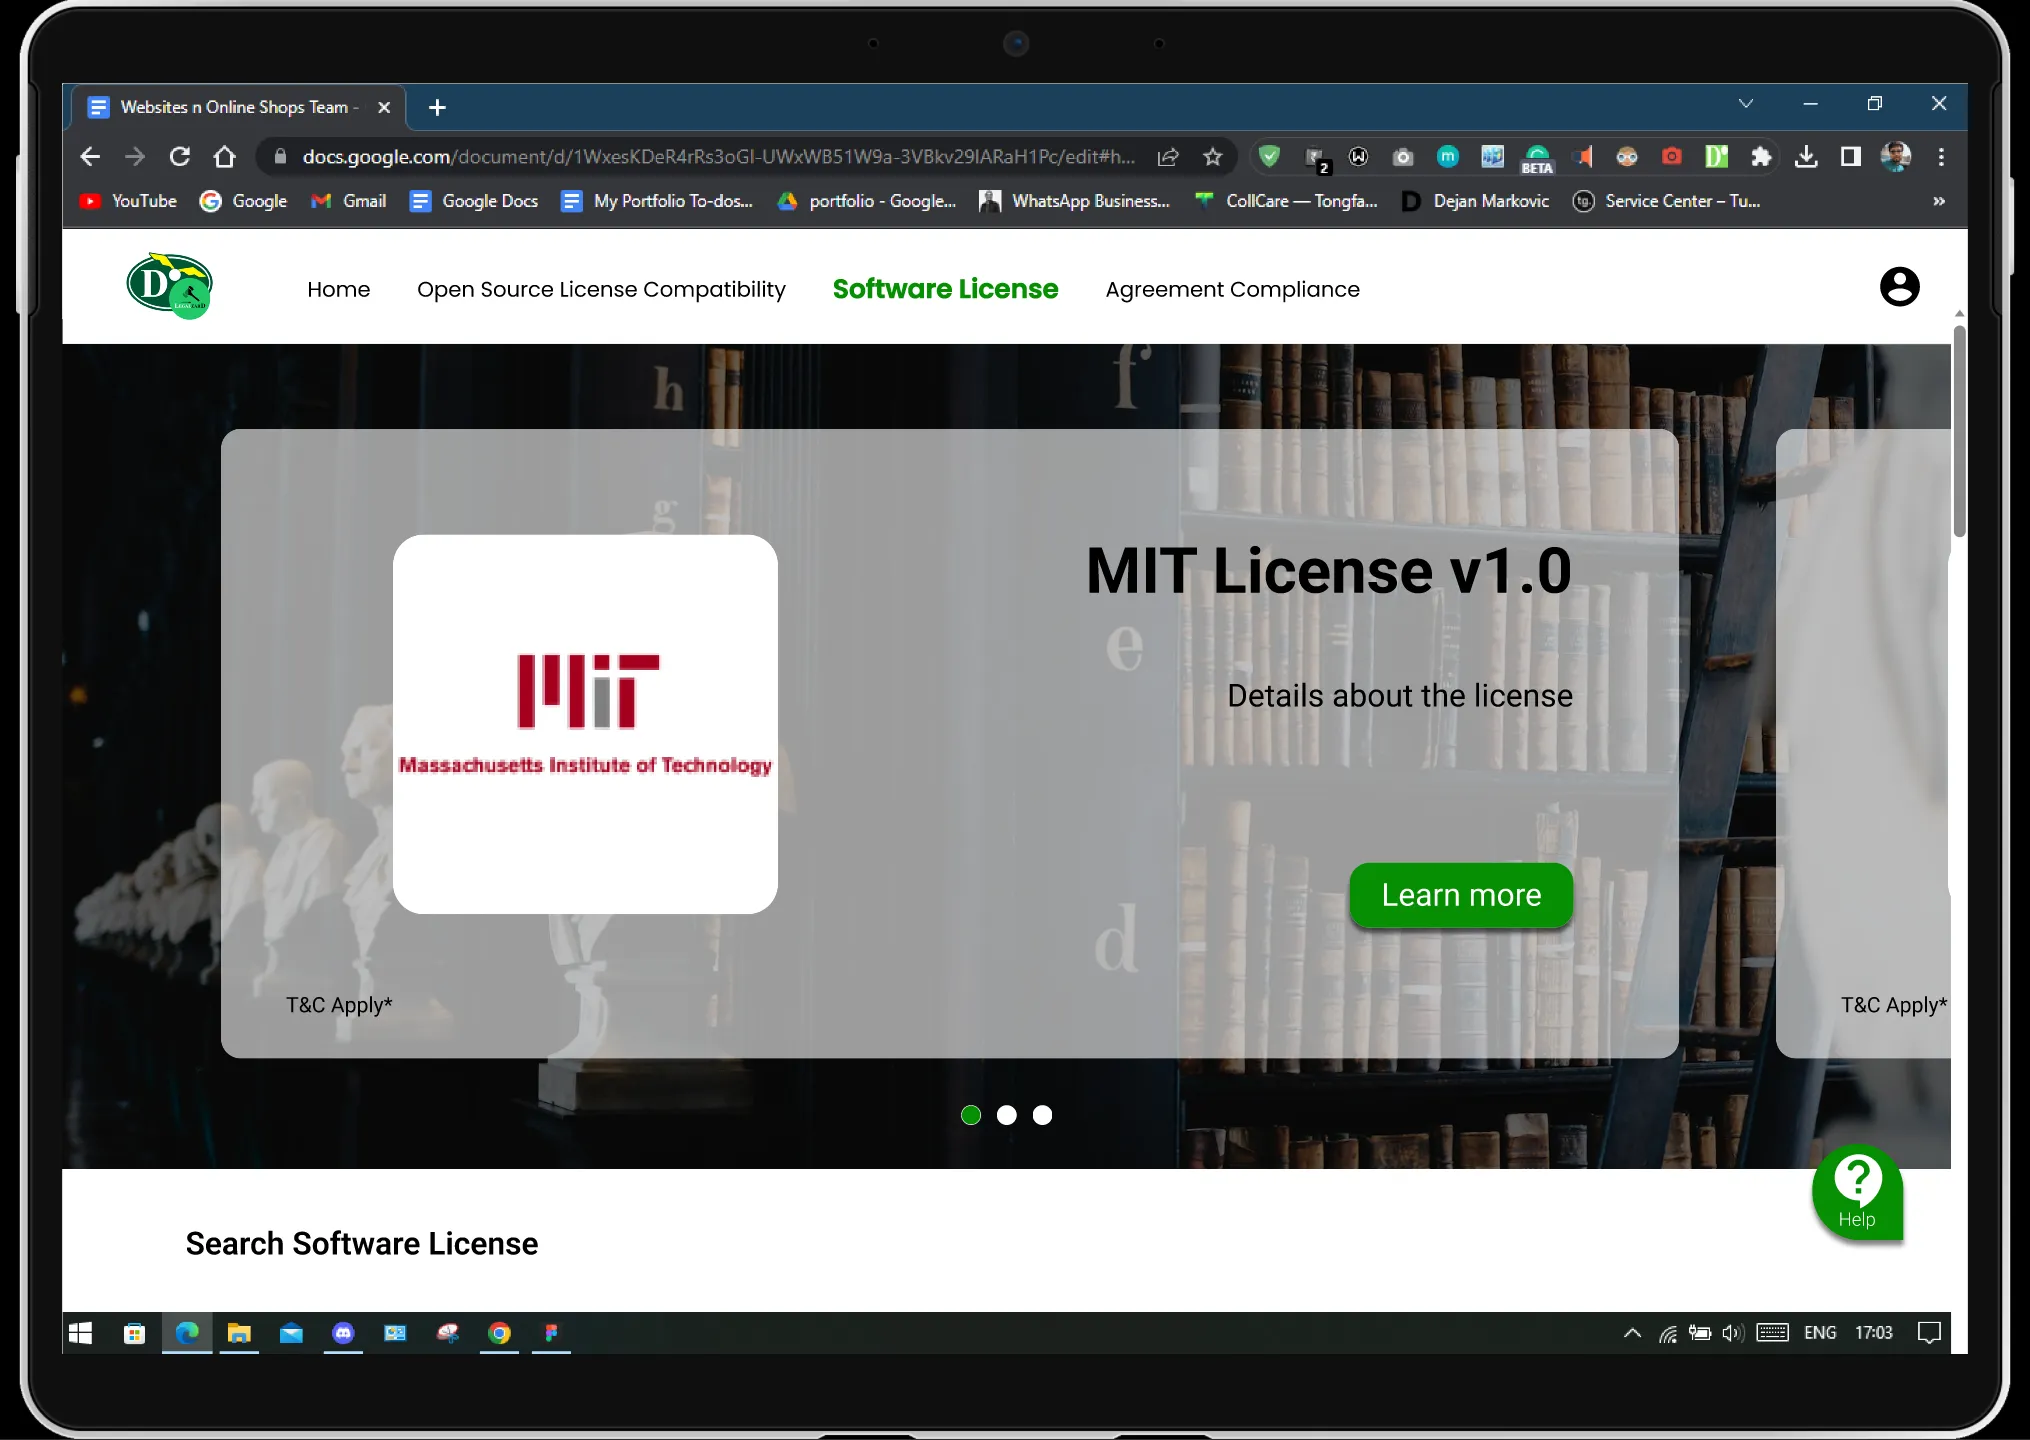 Websites n Online Shops Team -
docs.google.com/document/d/1WxesKDeR4rRs3oGI-UWxWB51W9a-3VBkv29IARaH1Pc/edit#h...
2
BETA
YouTube
Google
Gmail
Google Docs
My Portfolio To-dos...
portfolio - Google...
WhatsApp Business...
CollCare — Tongfa...
D
Dejan Markovic
tg.
Service Center – Tu...
»
D
Home
Open Source License Compatibility
Software License
Agreement Compliance
h
f
g
e
d
MIT
Massachusetts Institute of Technology
MIT License v1.0
Details about the license
Learn more
T&C Apply*
T&C Apply*
Help
Search Software License
ENG
17:03